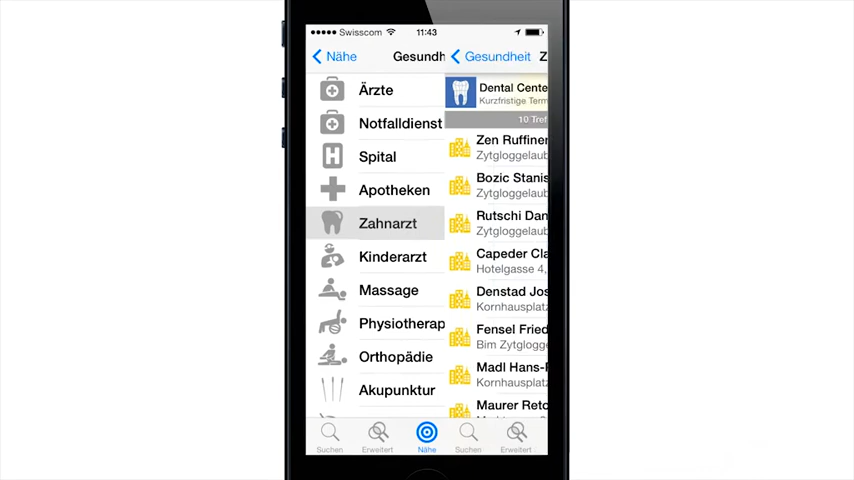 Swisscom 11:43
Nähe Gesundh Gesundheit Z
Ärzte
Notfalldienst
Spital
Apotheken
Zahnarzt
Kinderarzt
Massage
Physiotherap
Orthopädie
Akupunktur
Dental Cente
Kurzfristige Term
10 Tref
Zen Ruffiner
Zytgloggelaub
Bozic Stanis
Zytgloggelaub
Rutschi Dan
Zytgloggelaub
Capeder Cla
Hotelgasse 4,
Denstad Jos
Kornhausplatz
Fensel Fried
Bim Zytglogge
Madl Hans-
Kornhausplatz
Maurer Reto
Suchen Erweitert Nähe Suchen Erweitert